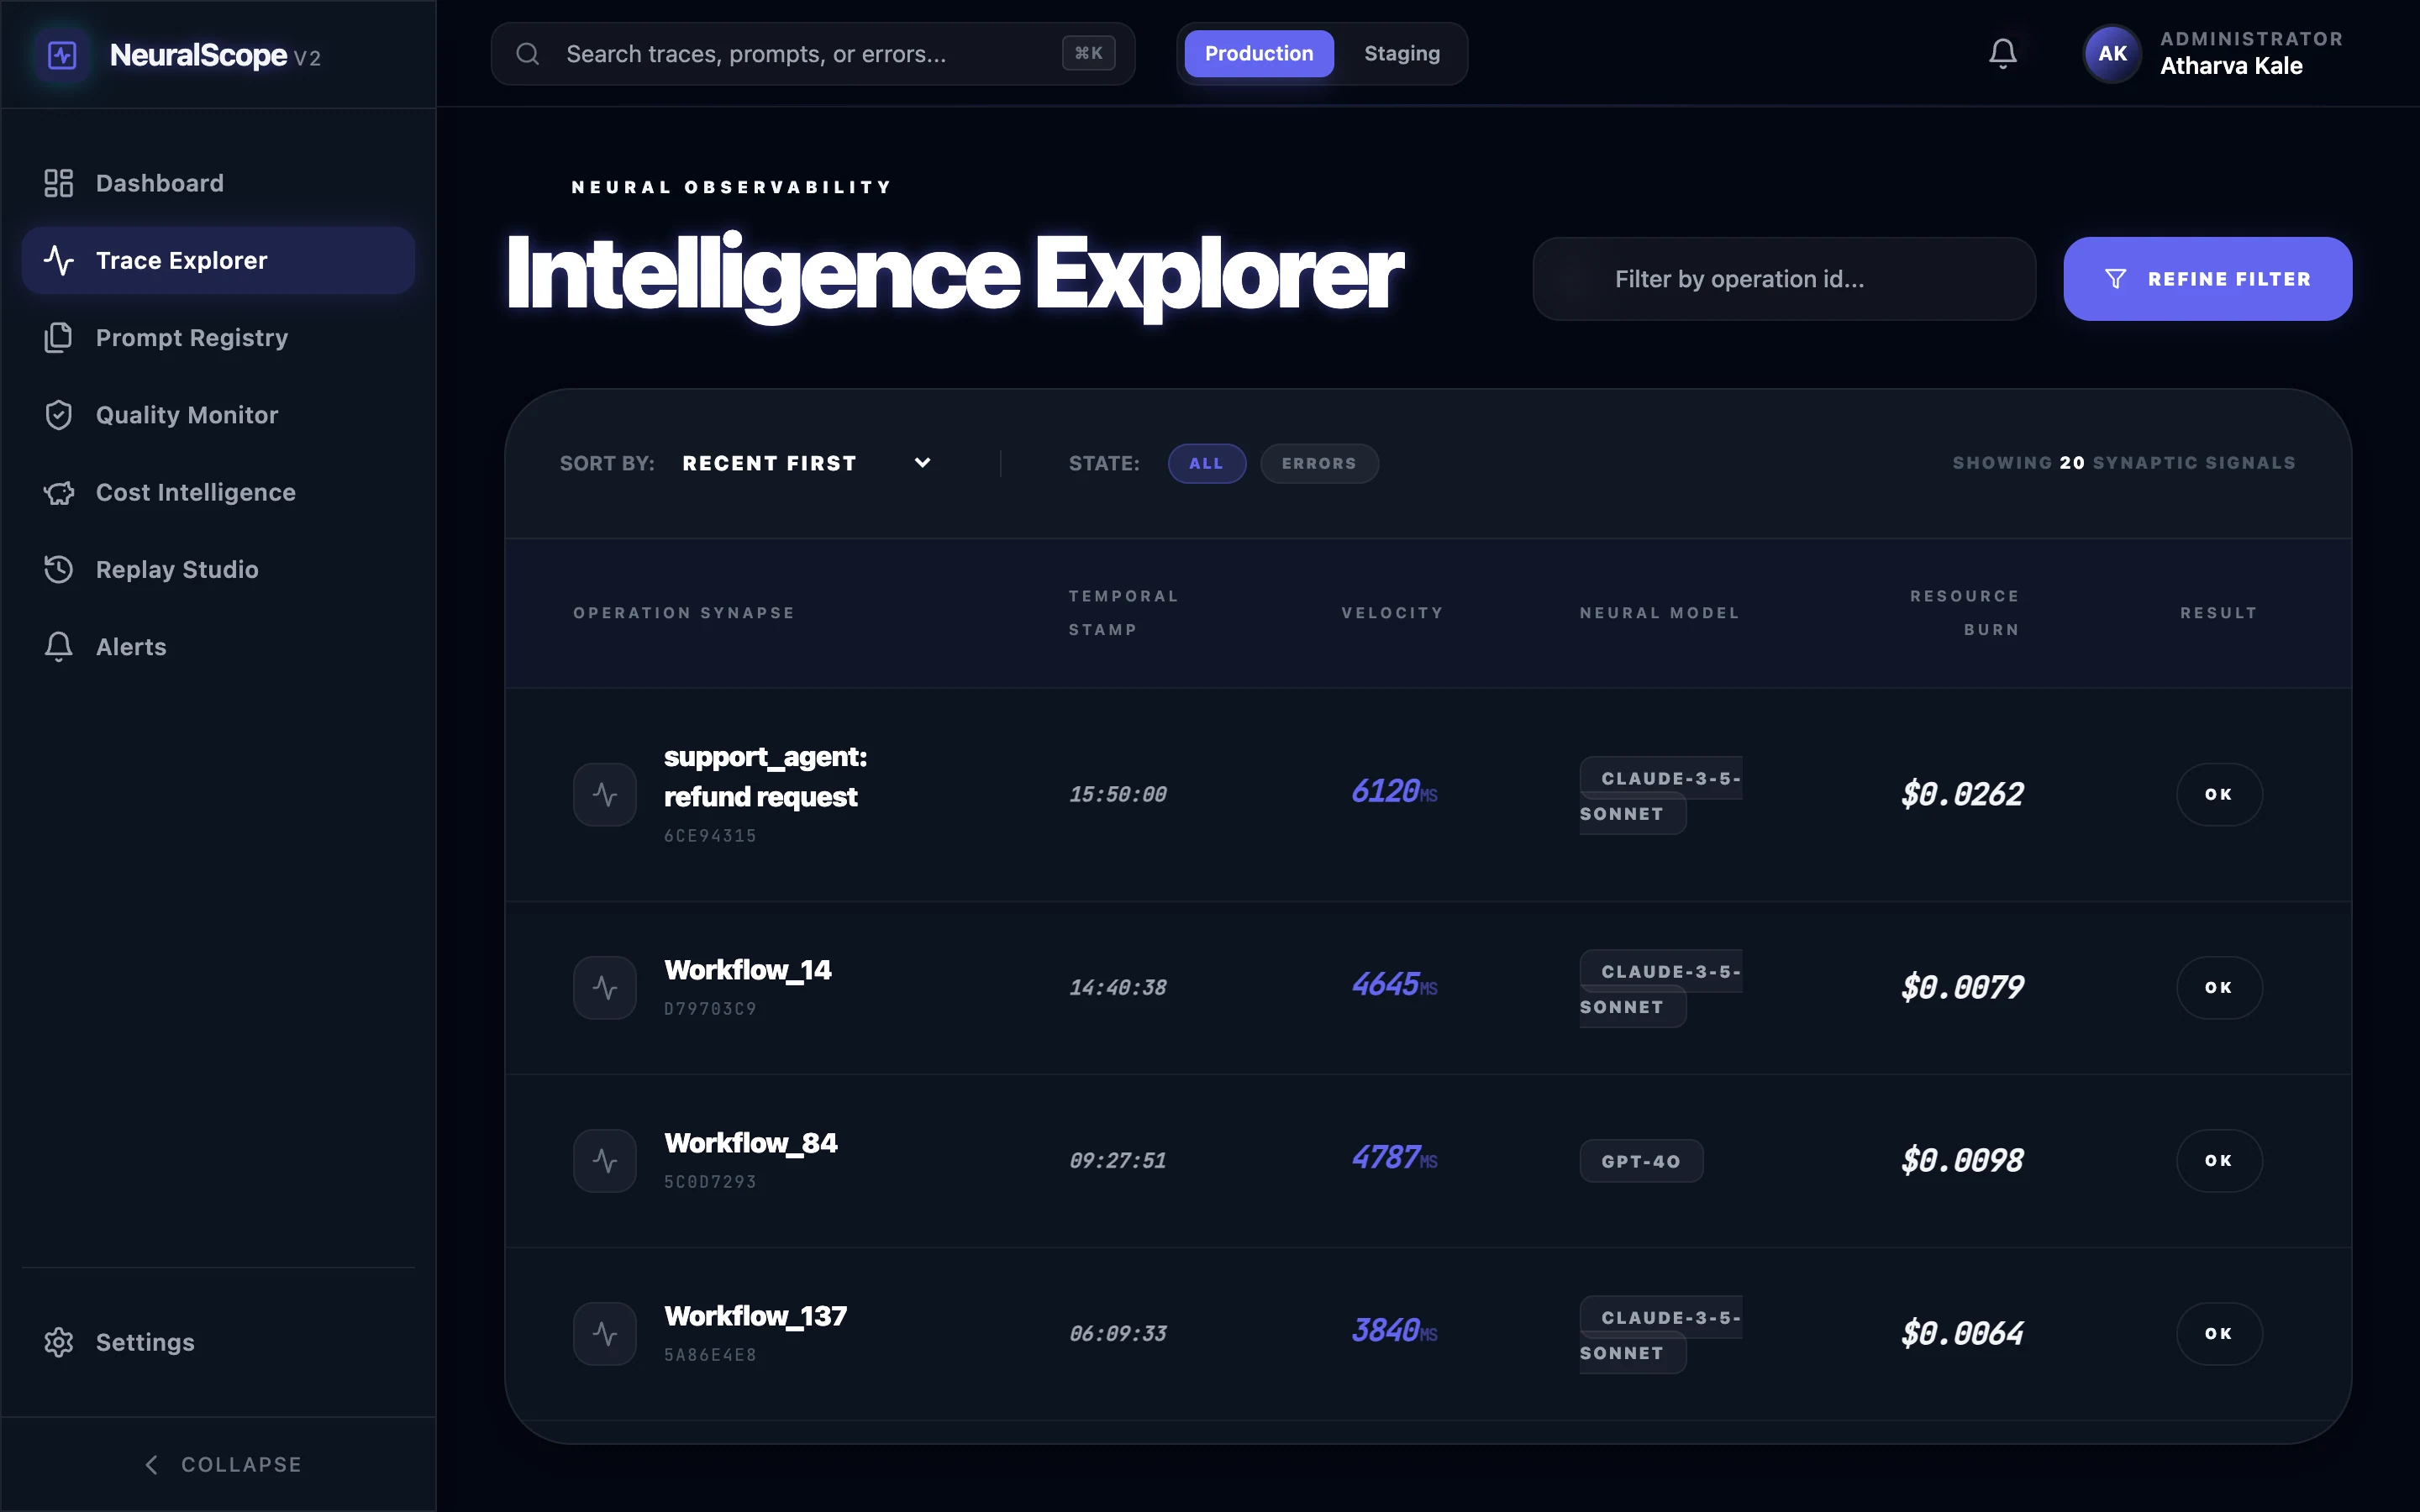 NeuralScope V2
Search traces, prompts, or errors...
⌘K
Production
Staging
ADMINISTRATOR
AK
Atharva Kale
Dashboard
Trace Explorer
Prompt Registry
Quality Monitor
Cost Intelligence
Replay Studio
Alerts
Settings
COLLAPSE
NEURAL OBSERVABILITY
Intelligence Explorer
Filter by operation id...
REFINE FILTER
SORT BY: RECENT FIRST
STATE: ALL ERRORS
SHOWING 20 SYNAPTIC SIGNALS
OPERATION SYNAPSE
TEMPORAL
STAMP
VELOCITY
NEURAL MODEL
RESOURCE
BURN
RESULT
support_agent:
refund request
6CE94315
15:50:00
6120MS
CLAUDE-3-5-
SONNET
$0.0262
OK
Workflow_14
D79703C9
14:40:38
4645MS
CLAUDE-3-5-
SONNET
$0.0079
OK
Workflow_84
5C0D7293
09:27:51
4787MS
GPT-4O
$0.0098
OK
Workflow_137
5A86E4E8
06:09:33
3840MS
CLAUDE-3-5-
SONNET
$0.0064
OK